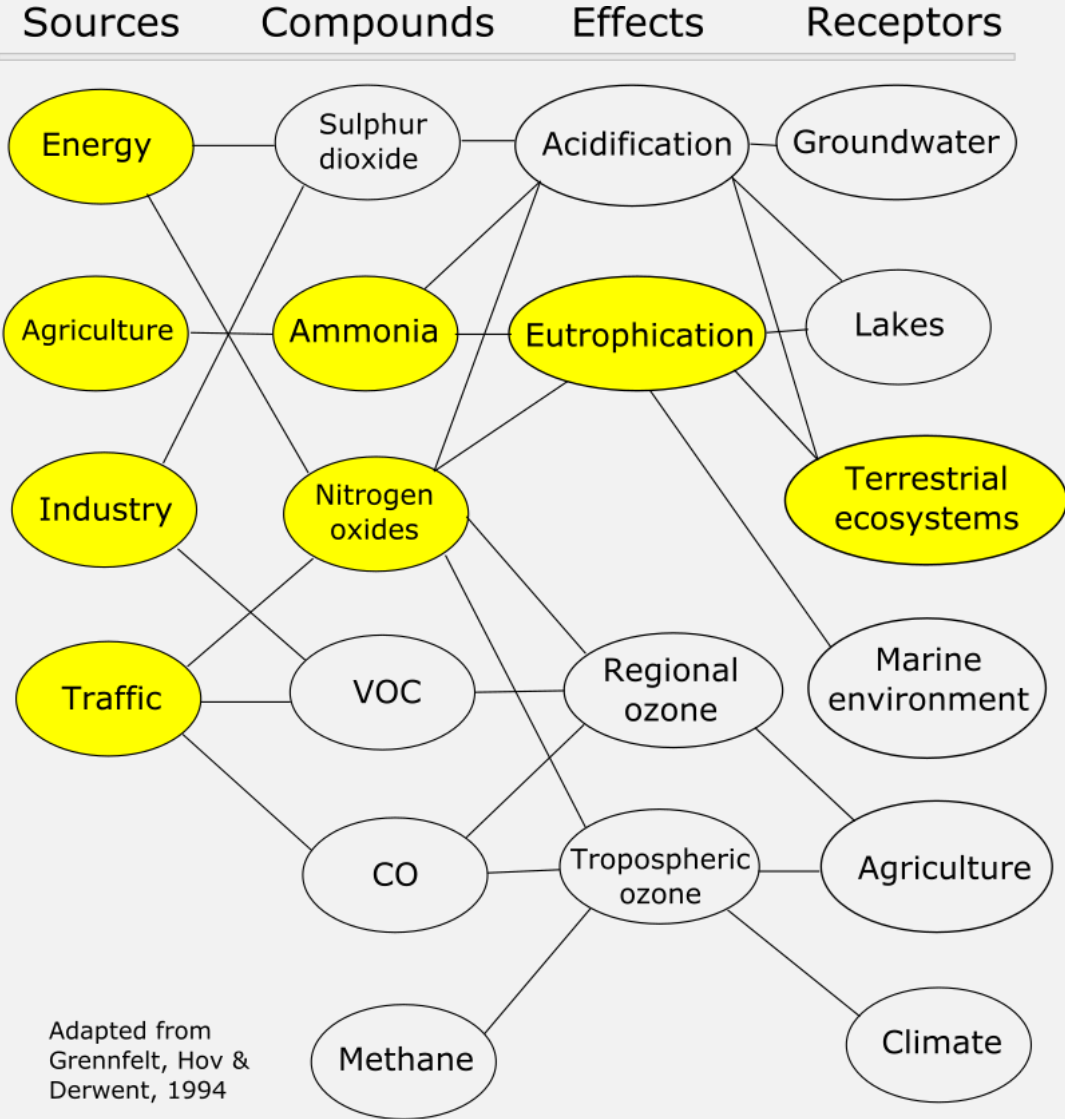 Sources Compounds Effects Receptors
Energy
Sulphur
dioxide
Acidification
Groundwater
Agriculture
Ammonia
Eutrophication
Lakes
Industry
Nitrogen
oxides
Terrestrial
ecosystems
Traffic
VOC
Regional
ozone
Marine
environment
CO
Tropospheric
ozone
Agriculture
Methane
Climate
Adapted from
Grennfelt, Hov &
Derwent, 1994